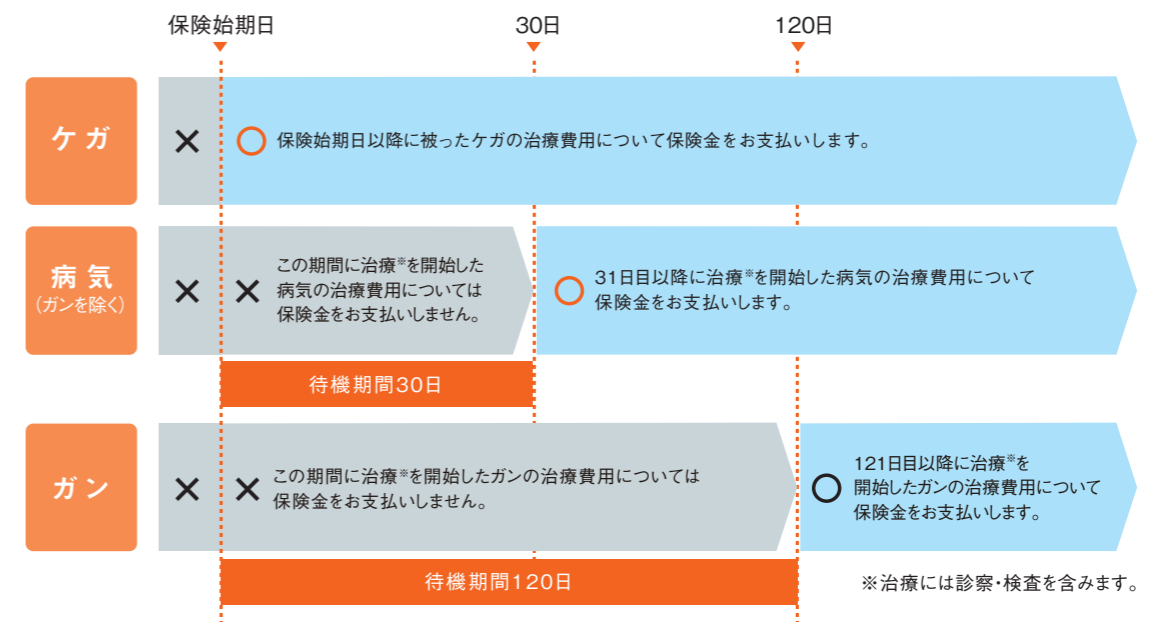 保険始期日
30日
120日
ケガ
×
○
保険始期日以降に被ったケガの治療費用について保険金をお支払いします。
病気
(ガンを除く)
×
×
この期間に治療※を開始した
病気の治療費用については
保険金をお支払いしません。
○
31日目以降に治療※を開始した病気の治療費用について
保険金をお支払いします。
待機期間30日
ガン
×
×
この期間に治療※を開始したガンの治療費用については
保険金をお支払いしません。
○
121日目以降に治療※を
開始したガンの治療費用について
保険金をお支払いします。
待機期間120日
※治療には診察・検査を含みます。